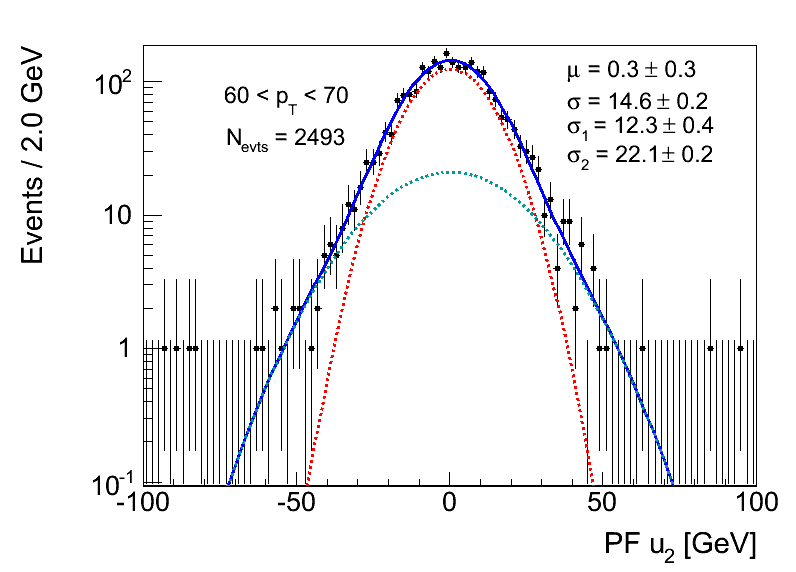 Events / 2.0 GeV
60 < p_T < 70
N_evts = 2493
μ = 0.3 ± 0.3
σ = 14.6 ± 0.2
σ_1 = 12.3 ± 0.4
σ_2 = 22.1 ± 0.2
10^2
10
1
10^-1
-100 -50 0 50 100
PF u_2 [GeV]